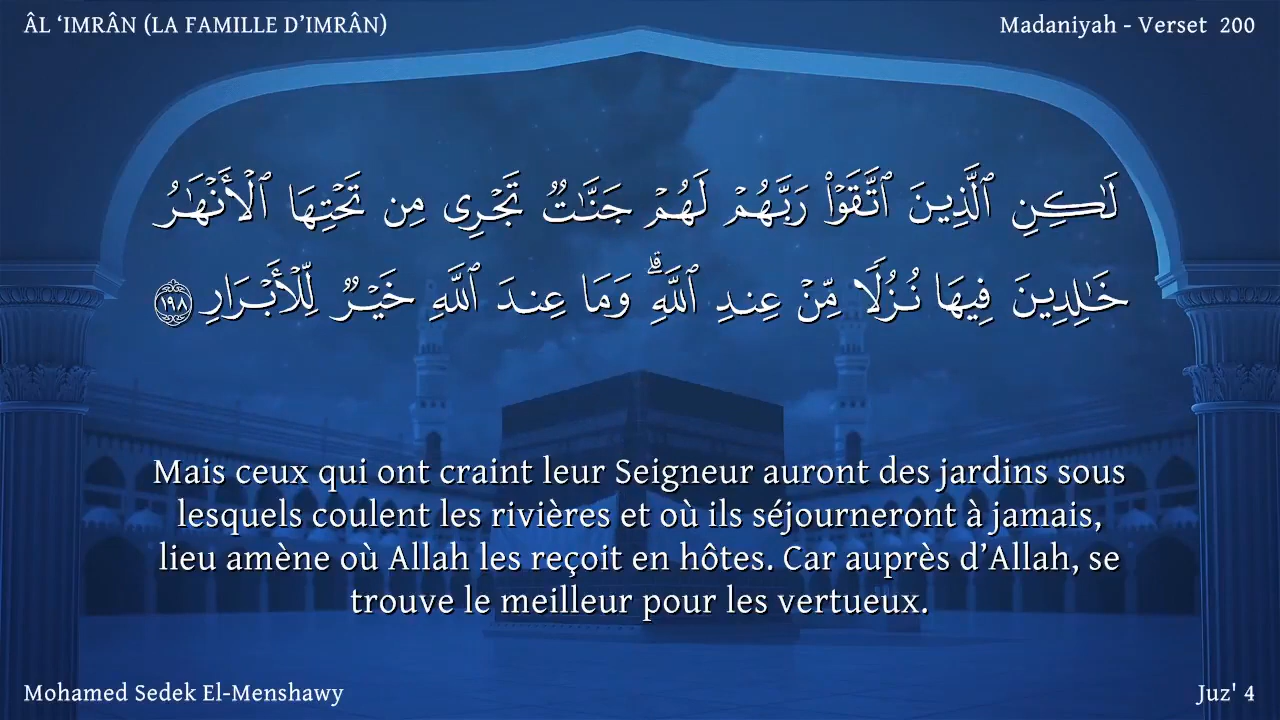 ÂL ‘IMRÂN (LA FAMILLE D’IMRÂN)
Madaniyah - Verset 200
لَٰكِنِ ٱلَّذِينَ ٱتَّقَوْا۟ رَبَّهُمْ لَهُمْ جَنَّٰتٌ تَجْرِى مِن تَحْتِهَا ٱلْأَنْهَٰرُ
خَٰلِدِينَ فِيهَا نُزُلًا مِّنْ عِندِ ٱللَّهِ ۗ وَمَا عِندَ ٱللَّهِ خَيْرٌ لِّلْأَبْرَارِ ١٩٨
Mais ceux qui ont craint leur Seigneur auront des jardins sous
lesquels coulent les rivières et où ils séjourneront à jamais,
lieu amène où Allah les reçoit en hôtes. Car auprès d’Allah, se
trouve le meilleur pour les vertueux.
Mohamed Sedek El-Menshawy
Juz' 4